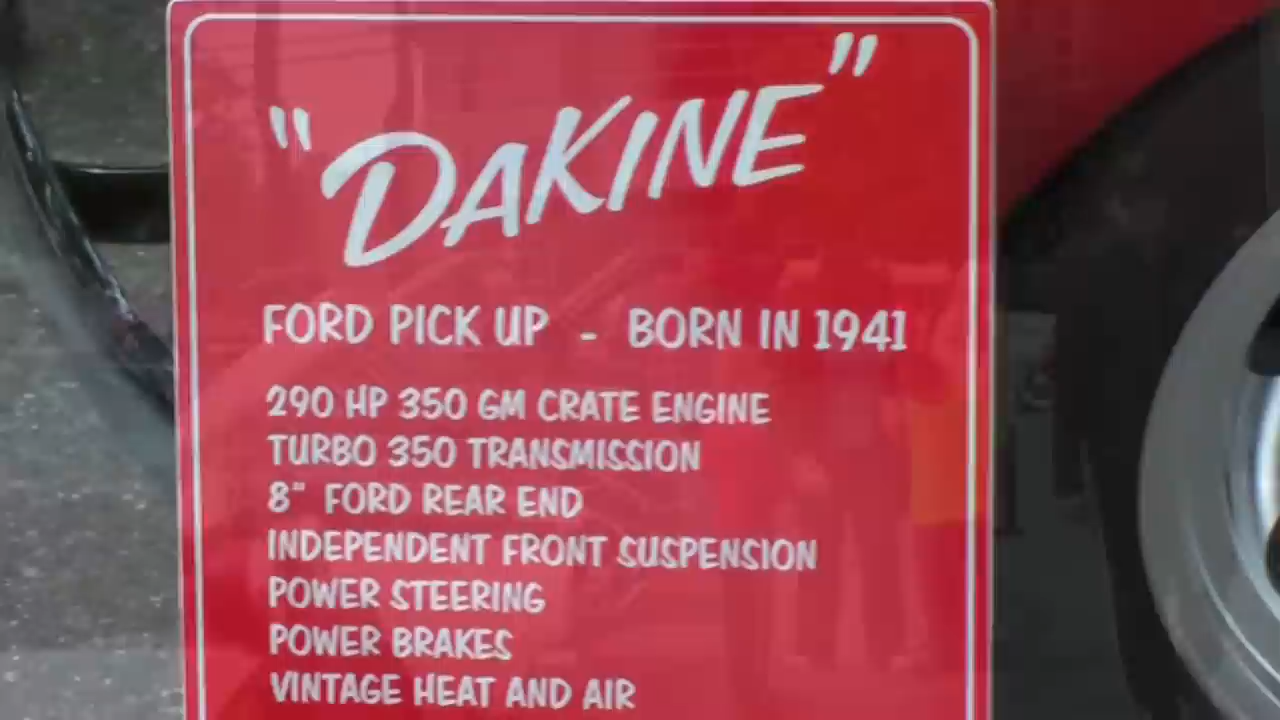 "DAKINE"
FORD PICK UP - BORN IN 1941
290 HP 350 GM CRATE ENGINE
TURBO 350 TRANSMISSION
8" FORD REAR END
INDEPENDENT FRONT SUSPENSION
POWER STEERING
POWER BRAKES
VINTAGE HEAT AND AIR